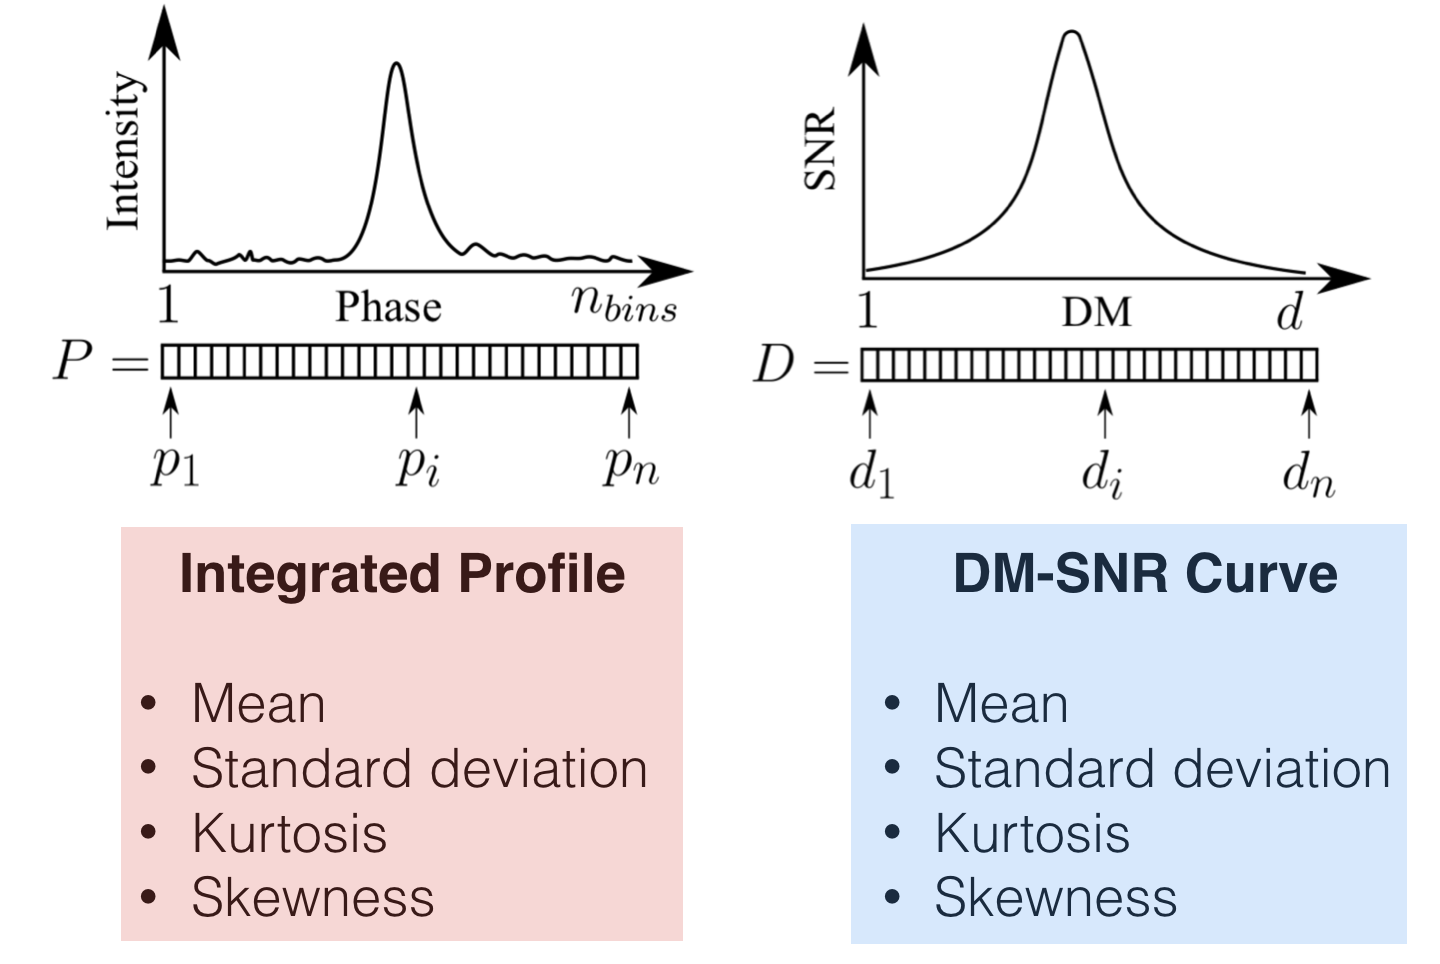 Intensity
1 Phase n_bins
P =
p_1 p_i p_n
Integrated Profile
• Mean
• Standard deviation
• Kurtosis
• Skewness
SNR
1 DM d
D =
d_1 d_i d_n
DM-SNR Curve
• Mean
• Standard deviation
• Kurtosis
• Skewness